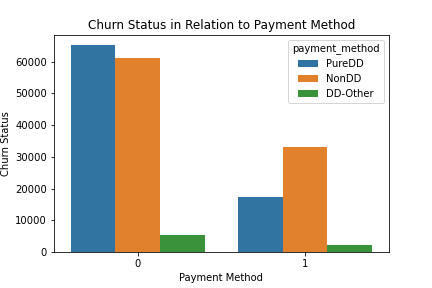 Churn Status in Relation to Payment Method
payment_method
PureDD
NonDD
DD-Other
Churn Status
60000
50000
40000
30000
20000
10000
0
0
1
Payment Method